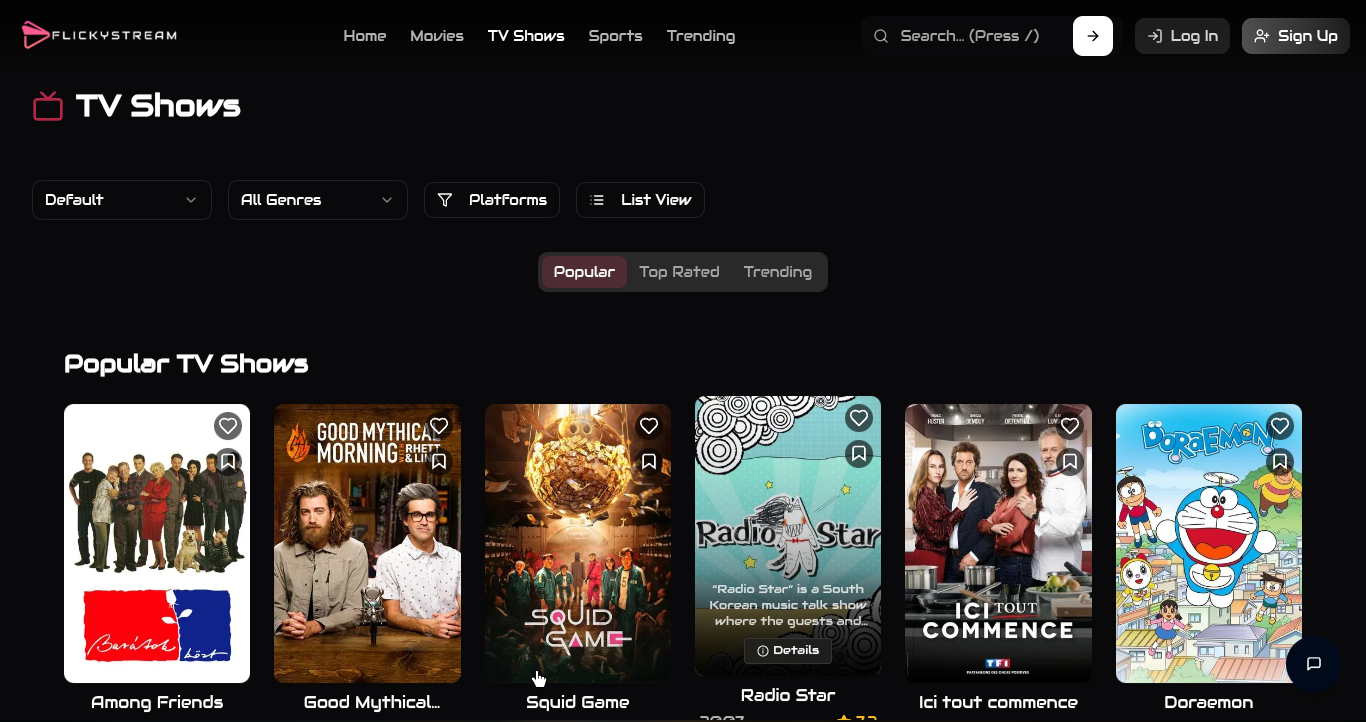 FLICKYSTREAM
Home
Movies
TV Shows
Sports
Trending
Search... (Press /)
Log In
Sign Up
TV Shows
Default
All Genres
Platforms
List View
Popular
Top Rated
Trending
Popular TV Shows
Barátok
közt
Among Friends
GOOD MYTHICAL
MORNING WITH RHETT
& LINK
Good Mythical...
SQUID
GAME
Squid Game
Radio Star
"Radio Star" is a South
Korean music talk show
where the guests and...
Details
Radio Star
2007
7.2
ICI TOUT
COMMENCE
TF1
Ici tout commence
DORAEMON
Doraemon